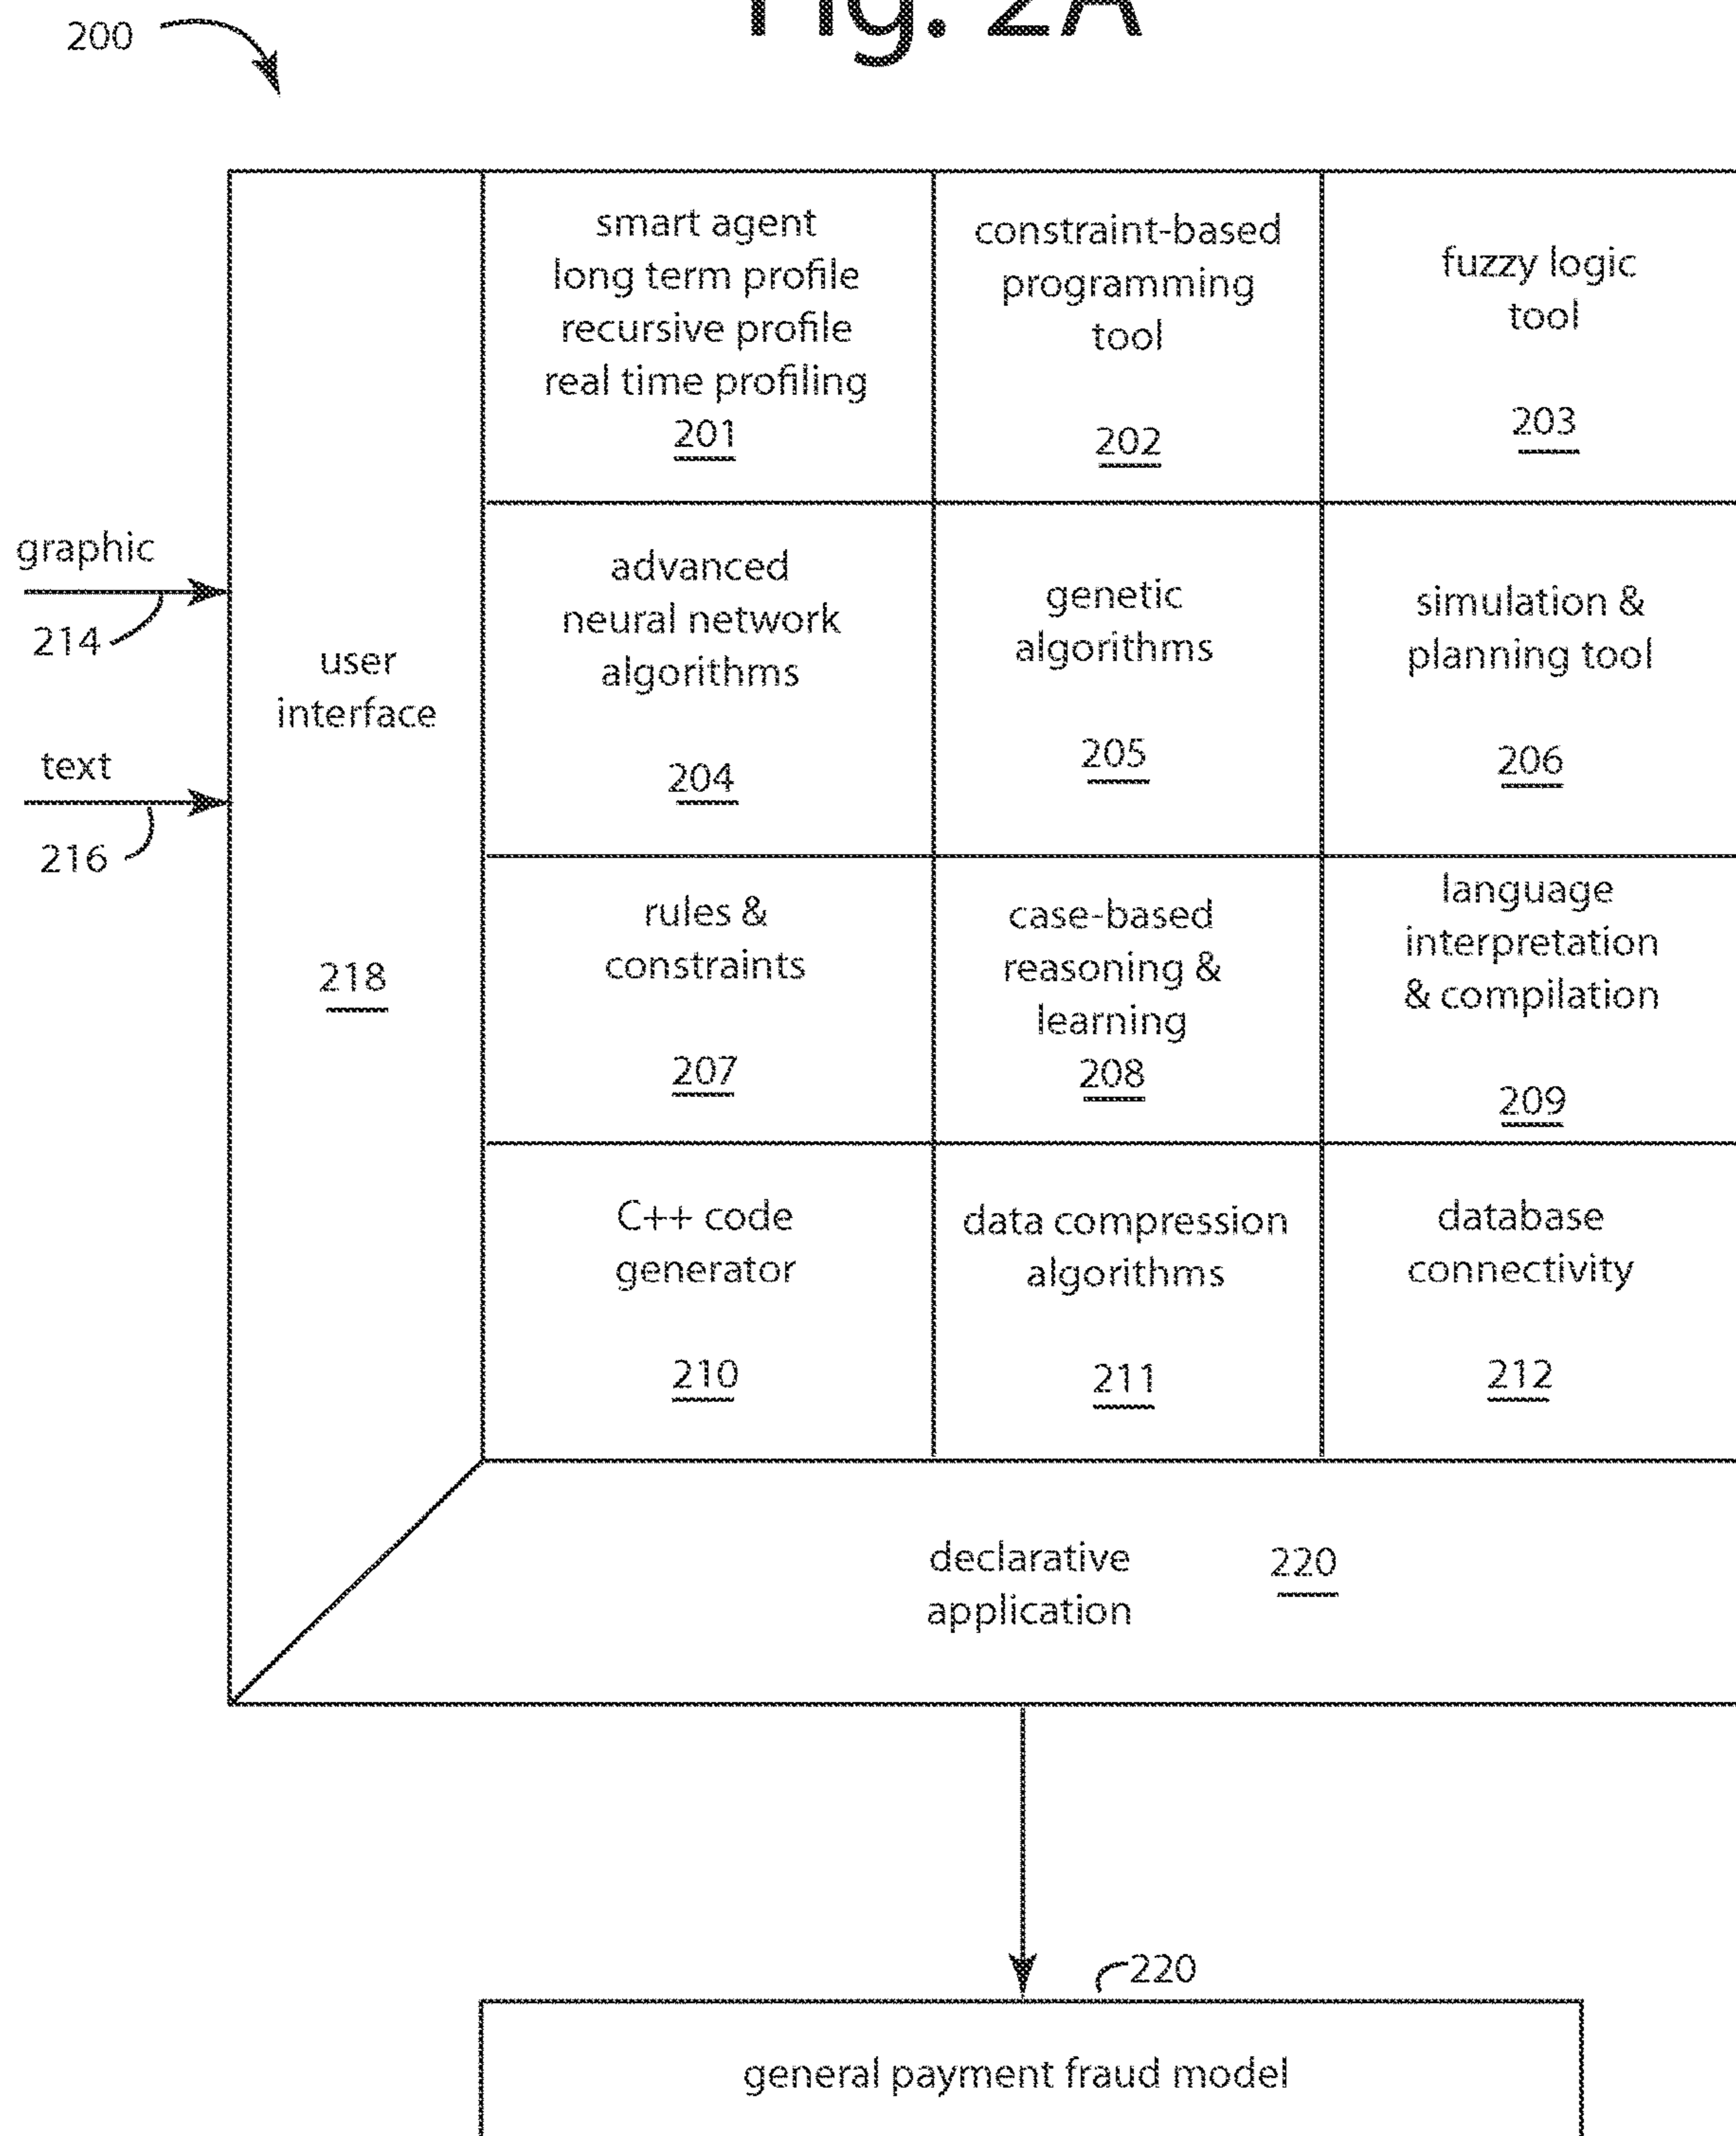 Fig. 2A
200
smart agent
long term profile
recursive profile
real time profiling
201
constraint-based
programming
tool
202
fuzzy logic
tool
203
graphic
214
text
216
user
interface
218
advanced
neural network
algorithms
204
genetic
algorithms
205
simulation &
planning tool
206
rules &
constraints
207
case-based
reasoning &
learning
208
language
interpretation
& compilation
209
C++ code
generator
210
data compression
algorithms
211
database
connectivity
212
declarative
application
220
220
general payment fraud model